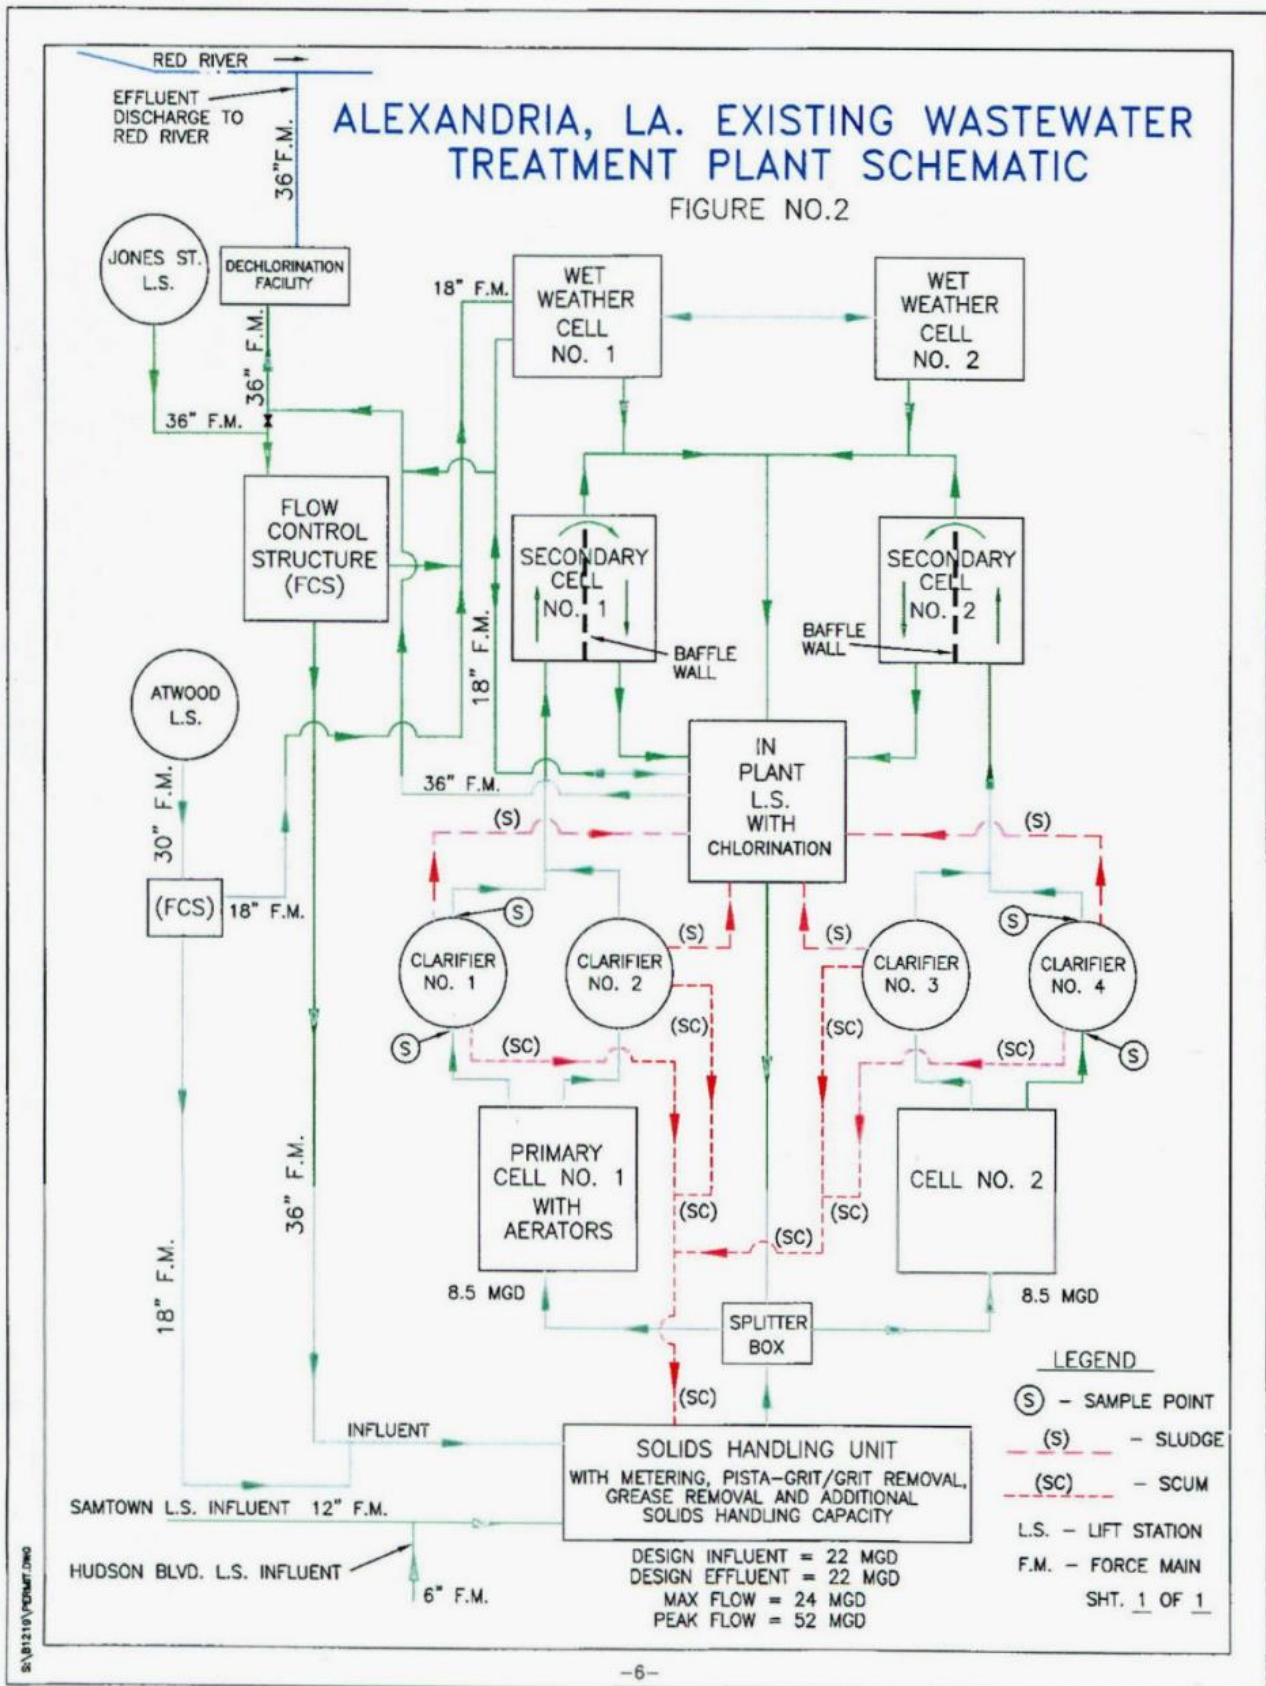 RED RIVER
EFFLUENT
DISCHARGE TO
RED RIVER
36"F.M.
ALEXANDRIA, LA. EXISTING WASTEWATER
TREATMENT PLANT SCHEMATIC
FIGURE NO.2
JONES ST.
L.S.
DECHLORINATION
FACILITY
36" F.M.
36" F.M.
18" F.M.
WET
WEATHER
CELL
NO. 1
WET
WEATHER
CELL
NO. 2
FLOW
CONTROL
STRUCTURE
(FCS)
SECONDARY
CELL
NO. 1
BAFFLE
WALL
SECONDARY
CELL
NO. 2
BAFFLE
WALL
18" F.M.
ATWOOD
L.S.
30" F.M.
(FCS)
18" F.M.
36" F.M.
IN
PLANT
L.S.
WITH
CHLORINATION
(S)
(S)
S
CLARIFIER
NO. 1
S
(SC)
CLARIFIER
NO. 2
(S)
(SC)
(S)
CLARIFIER
NO. 3
(SC)
S
CLARIFIER
NO. 4
(SC)
S
PRIMARY
CELL NO. 1
WITH
AERATORS
CELL NO. 2
(SC)
(SC)
(SC)
36" F.M.
18" F.M.
8.5 MGD
SPLITTER
BOX
8.5 MGD
(SC)
INFLUENT
SOLIDS HANDLING UNIT
WITH METERING, PISTA-GRIT/GRIT REMOVAL,
GREASE REMOVAL AND ADDITIONAL
SOLIDS HANDLING CAPACITY
SAMTOWN L.S. INFLUENT 12" F.M.
HUDSON BLVD. L.S. INFLUENT
6" F.M.
DESIGN INFLUENT = 22 MGD
DESIGN EFFLUENT = 22 MGD
MAX FLOW = 24 MGD
PEAK FLOW = 52 MGD
LEGEND
S - SAMPLE POINT
(S) - SLUDGE
(SC) - SCUM
L.S. - LIFT STATION
F.M. - FORCE MAIN
SHT. 1 OF 1
S:\B1219\PERMIT.DWG
-6-